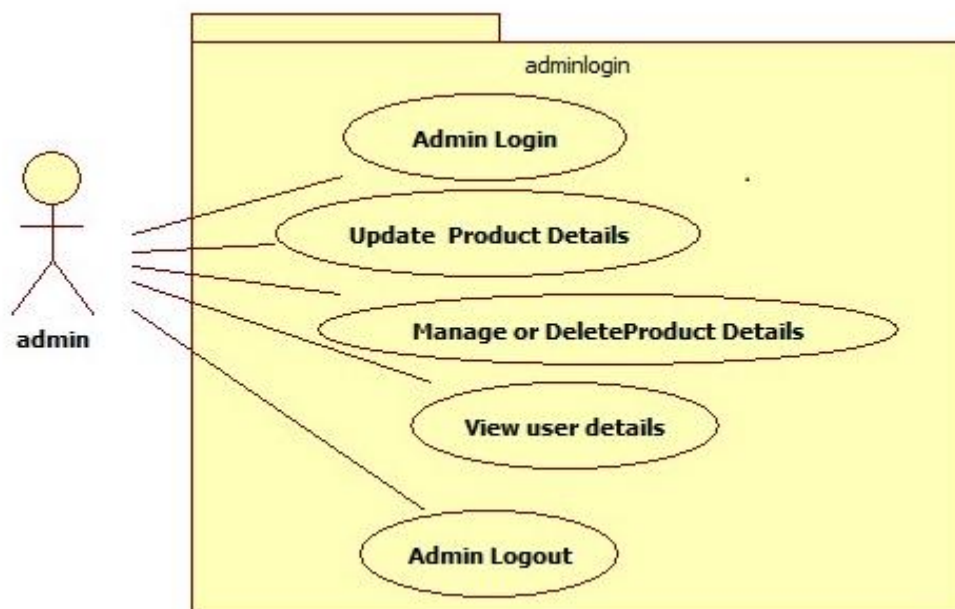 adminlogin
Admin Login
Update Product Details
Manage or DeleteProduct Details
admin
View user details
Admin Logout